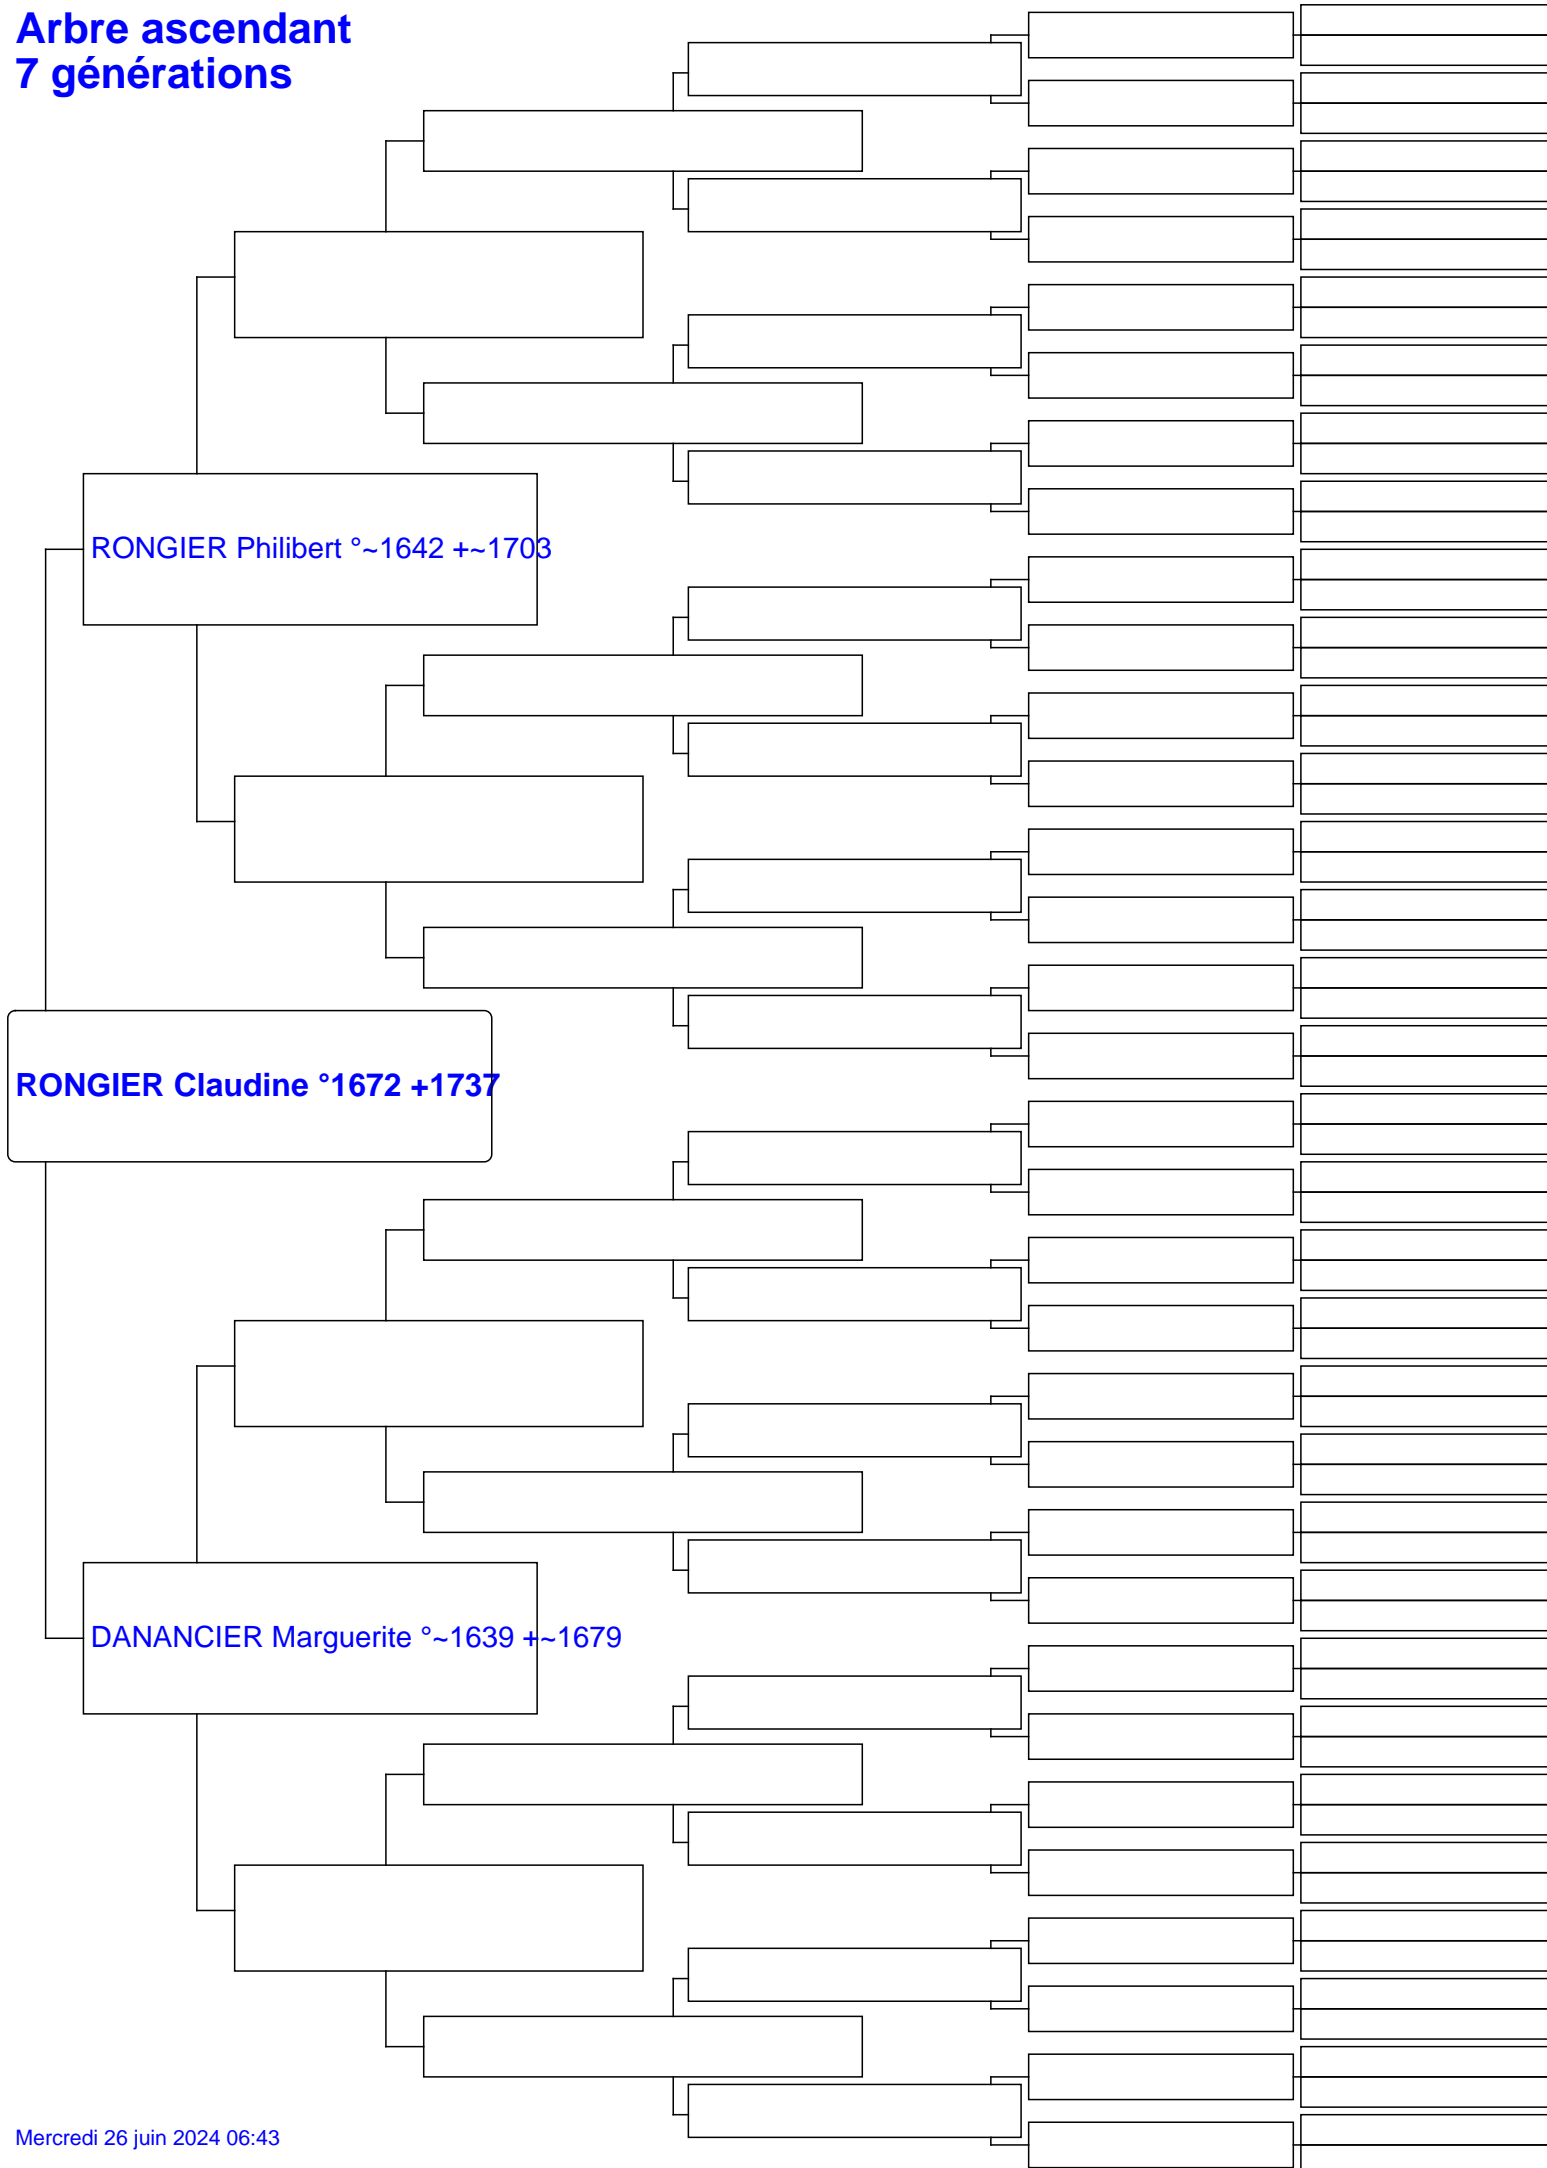 Arbre ascendant
7 générations
RONGIER Philibert °~1642 +~1703
RONGIER Claudine °1672 +1737
DANANCIER Marguerite °~1639 +~1679
Mercredi 26 juin 2024 06:43